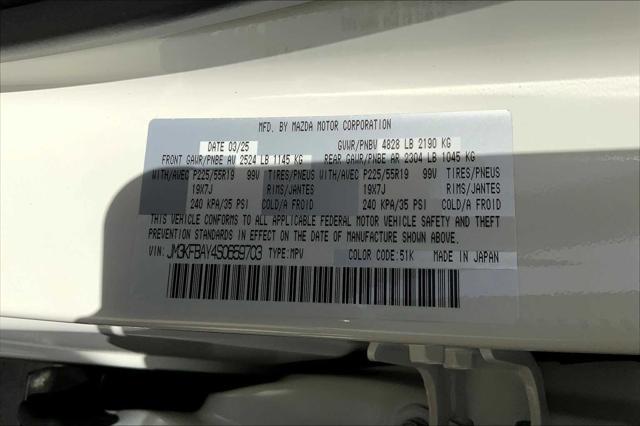 MFD. BY MAZDA MOTOR CORPORATION
DATE 03/25 GVWR/PNBV 4828 LB 2190 KG
FRONT GAWR/PNBE AV 2524 LB 1145 KG REAR GAWR/PNBE AR 2304 LB 1045 KG
WITH/AVEC P225/55R19 99V TIRES/PNEUS WITH/AVEC P225/55R19 99V TIRES/PNEUS
19X7J RIMS/JANTES 19X7J RIMS/JANTES
240 KPA/35 PSI COLD/A FROID 240 KPA/35 PSI COLD/A FROID
THIS VEHICLE CONFORMS TO ALL APPLICABLE FEDERAL MOTOR VEHICLE SAFETY AND THEFT
PREVENTION STANDARDS IN EFFECT ON THE DATE OF MANUFACTURE SHOWN ABOVE.
VIN: JM3KFBAY4S0659703 TYPE:MPV COLOR CODE:51K MADE IN JAPAN